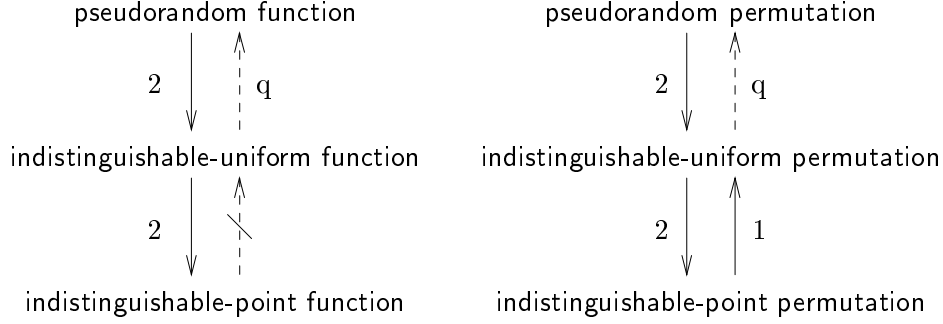 pseudorandom function pseudorandom permutation
2 q 2 q
indistinguishable-uniform function indistinguishable-uniform permutation
2 2 1
indistinguishable-point function indistinguishable-point permutation